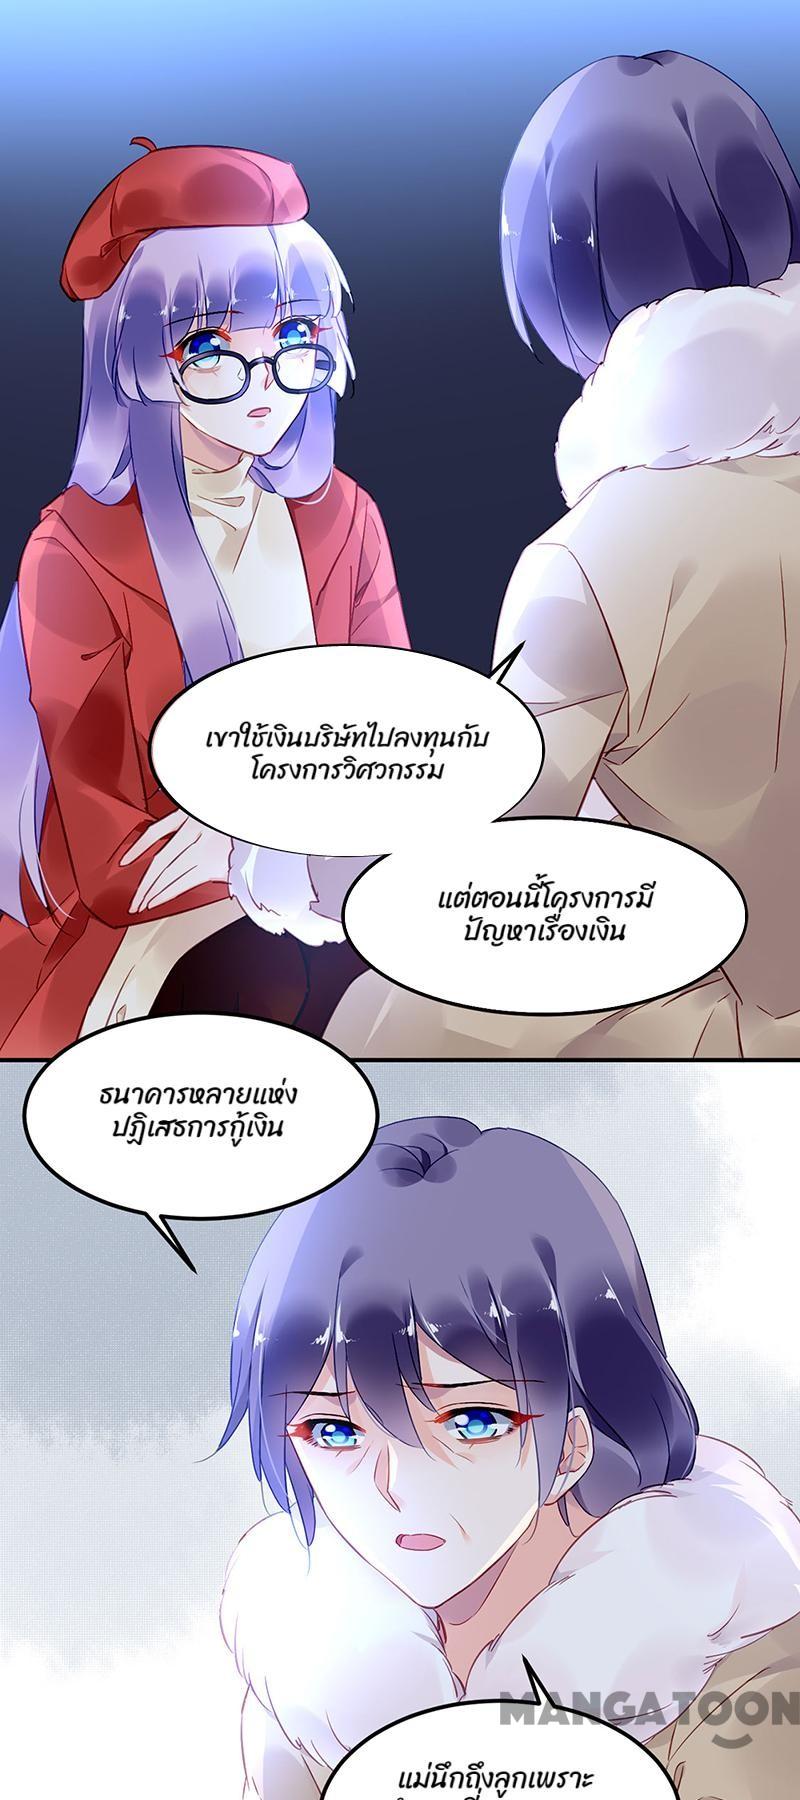 เขาใช้เงินบริษัทไปลงทุนกับ
โครงการวิศวกรรม
แต่ตอนนี้โครงการมี
ปัญหาเรื่องเงิน
ธนาคารหลายแห่ง
ปฏิเสธการกู้เงิน
MANGATOON
แม่นึกถึงลูกเพราะ